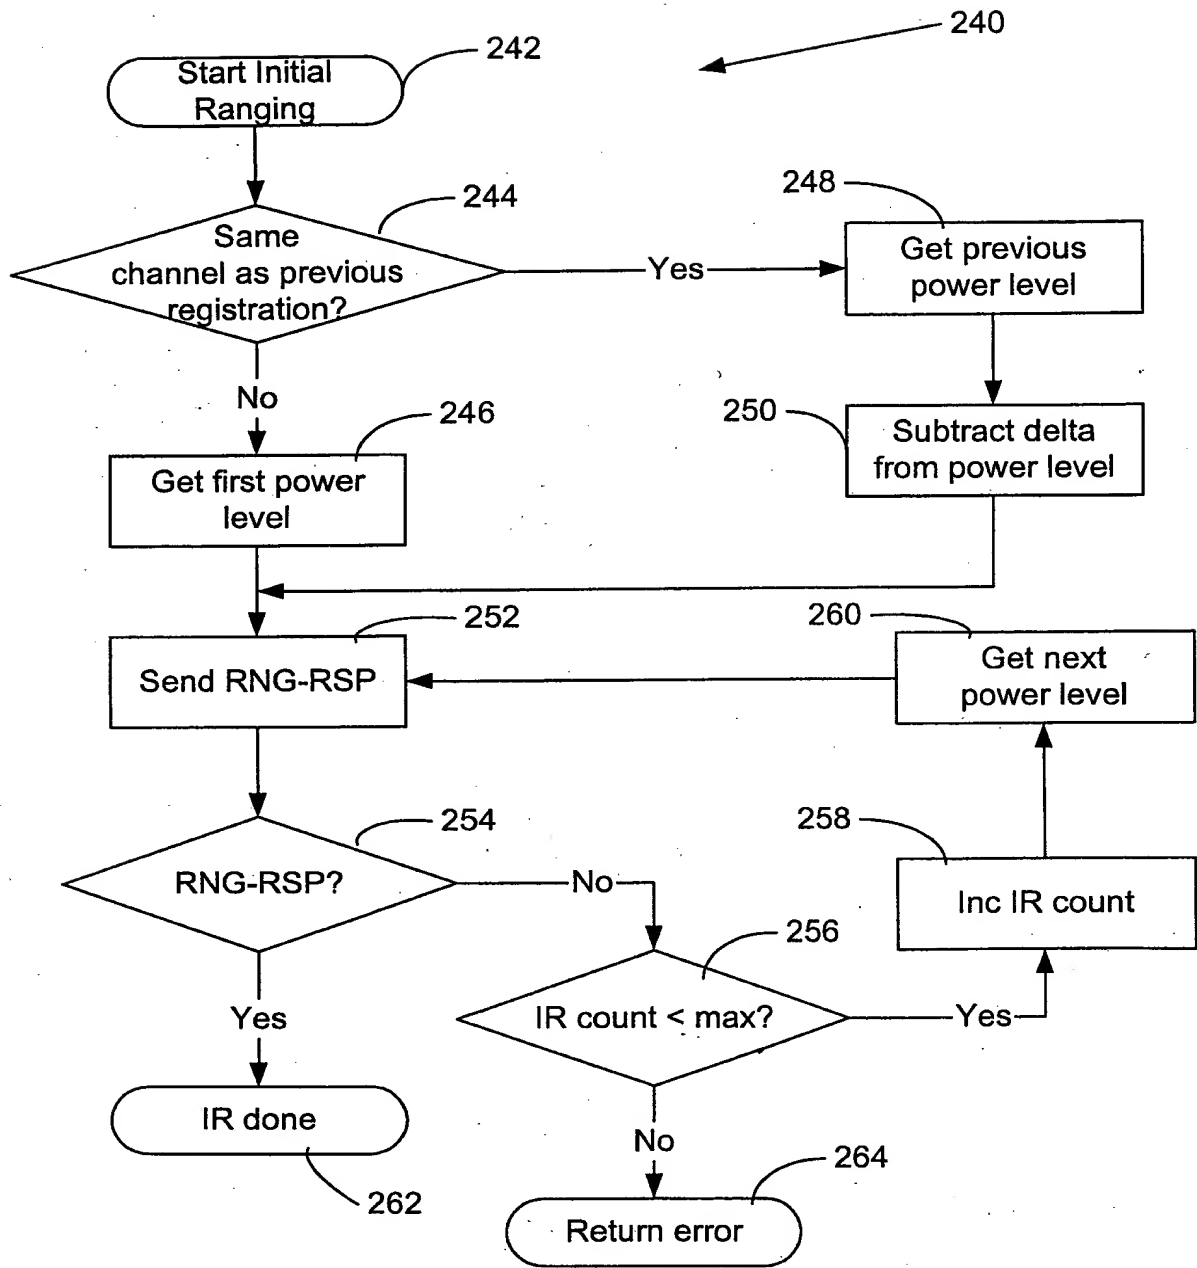 240
242
Start Initial
Ranging
244
Same
channel as previous
registration?
Yes
248
Get previous
power level
No
246
Get first power
level
250
Subtract delta
from power level
252
Send RNG-RSP
260
Get next
power level
254
RNG-RSP?
No
258
Inc IR count
256
IR count < max?
Yes
Yes
IR done
262
No
264
Return error